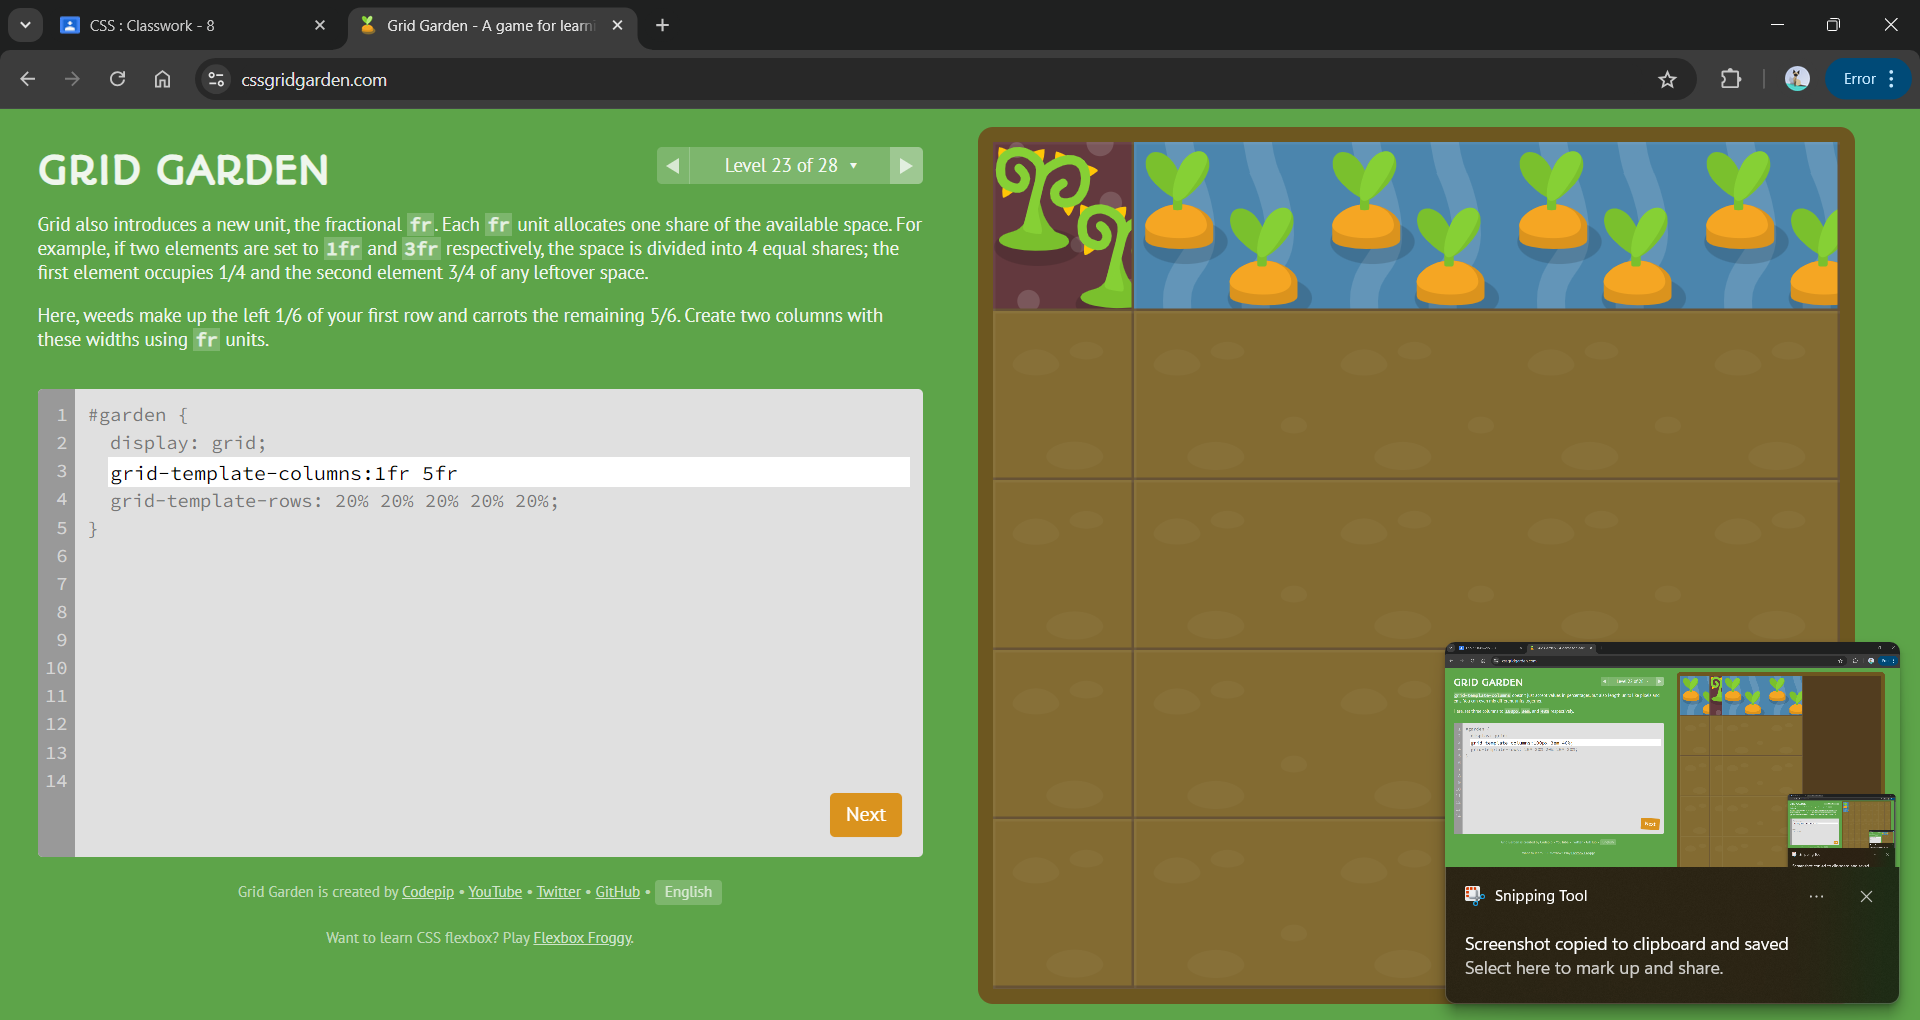 CSS : Classwork - 8
Grid Garden - A game for learni
cssgridgarden.com
Error
GRID GARDEN
Level 23 of 28
Grid also introduces a new unit, the fractional fr. Each fr unit allocates one share of the available space. For
example, if two elements are set to 1fr and 3fr respectively, the space is divided into 4 equal shares; the
first element occupies 1/4 and the second element 3/4 of any leftover space.
Here, weeds make up the left 1/6 of your first row and carrots the remaining 5/6. Create two columns with
these widths using fr units.
1 #garden {
2 display: grid;
3 grid-template-columns:1fr 5fr
4 grid-template-rows: 20% 20% 20% 20% 20%;
5 }
6
7
8
9
10
11
12
13
14
Next
Grid Garden is created by Codepip • YouTube • Twitter • GitHub • English
Want to learn CSS flexbox? Play Flexbox Froggy.
GRID GARDEN
Next
Snipping Tool
Screenshot copied to clipboard and saved
Select here to mark up and share.